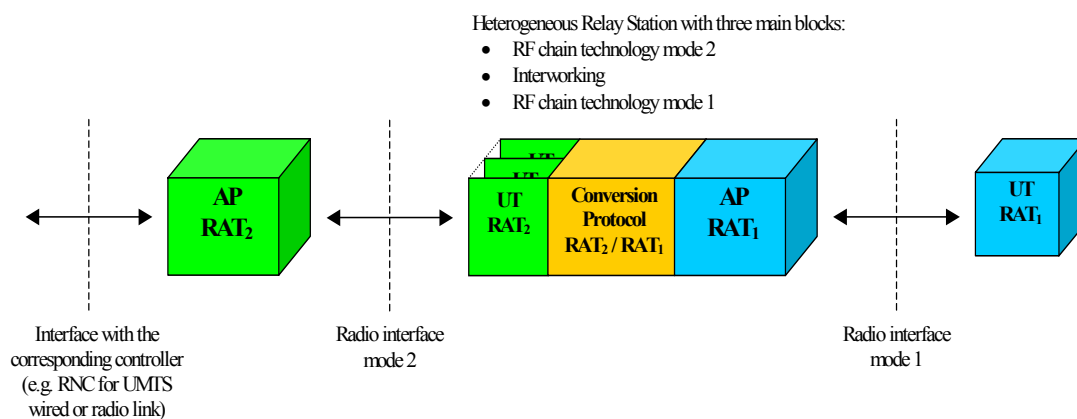 Heterogeneous Relay Station with three main blocks:
• RF chain technology mode 2
• Interworking
• RF chain technology mode 1
AP
RAT₂
UT
UT
UT
RAT₂
Conversion
Protocol
RAT₂ / RAT₁
AP
RAT₁
UT
RAT₁
Interface with the
corresponding controller
(e.g. RNC for UMTS
wired or radio link)
Radio interface
mode 2
Radio interface
mode 1